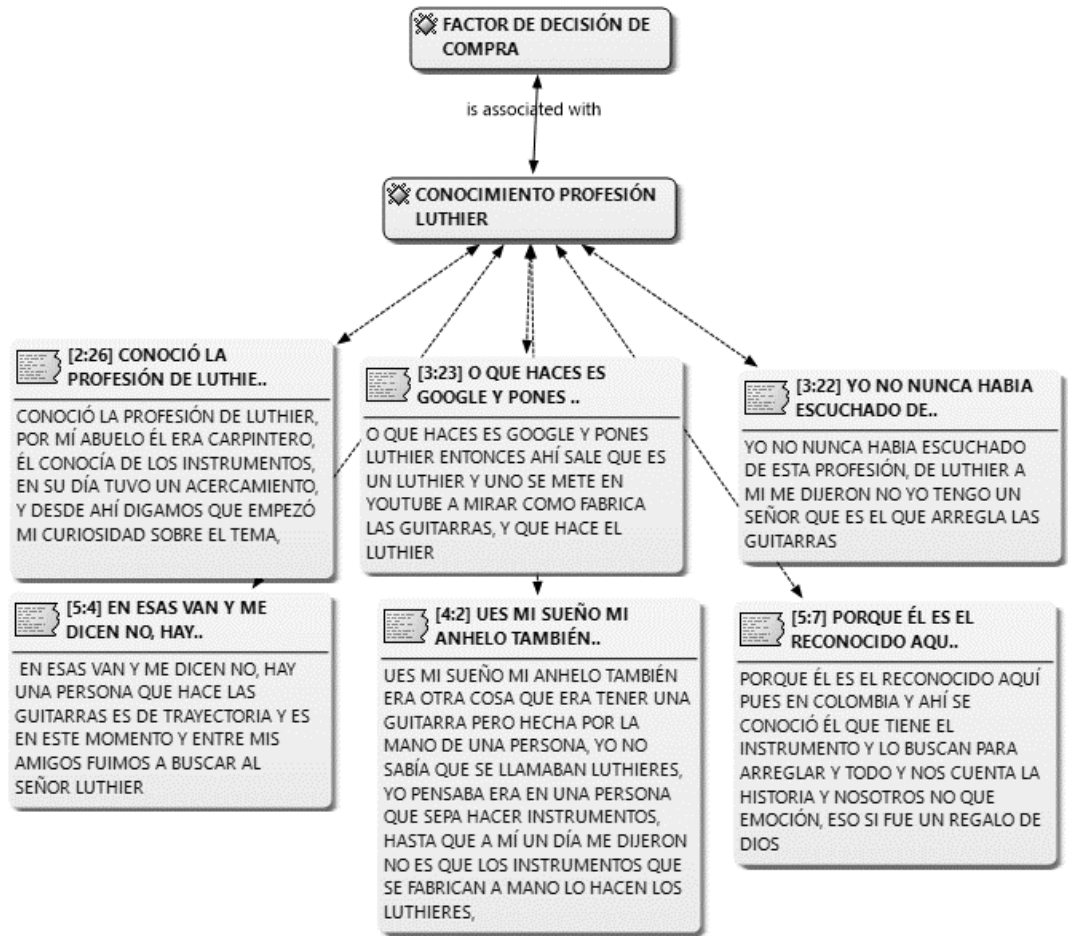 FACTOR DE DECISIÓN DE
COMPRA
is associated with
CONOCIMIENTO PROFESIÓN
LUTHIER
[2:26] CONOCIÓ LA
PROFESIÓN DE LUTHIE..
CONOCIÓ LA PROFESIÓN DE LUTHIER,
POR MÍ ABUELO ÉL ERA CARPINTERO,
ÉL CONOCÍA DE LOS INSTRUMENTOS,
EN SU DÍA TUVO UN ACERCAMIENTO,
Y DESDE AHÍ DIGAMOS QUE EMPEZÓ
MI CURIOSIDAD SOBRE EL TEMA,
[3:23] O QUE HACES ES
GOOGLE Y PONES ..
O QUE HACES ES GOOGLE Y PONES
LUTHIER ENTONCES AHÍ SALE QUE ES
UN LUTHIER Y UNO SE METE EN
YOUTUBE A MIRAR COMO FABRICA
LAS GUITARRAS, Y QUE HACE EL
LUTHIER
[3:22] YO NO NUNCA HABIA
ESCUCHADO DE..
YO NO NUNCA HABIA ESCUCHADO
DE ESTA PROFESIÓN, DE LUTHIER A
MI ME DIJERON NO YO TENGO UN
SEÑOR QUE ES EL QUE ARREGLA LAS
GUITARRAS
[5:4] EN ESAS VAN Y ME
DICEN NO, HAY..
EN ESAS VAN Y ME DICEN NO, HAY
UNA PERSONA QUE HACE LAS
GUITARRAS ES DE TRAYECTORIA Y ES
EN ESTE MOMENTO Y ENTRE MIS
AMIGOS FUIMOS A BUSCAR AL
SEÑOR LUTHIER
[4:2] UES MI SUEÑO MI
ANHELO TAMBIÉN..
UES MI SUEÑO MI ANHELO TAMBIÉN
ERA OTRA COSA QUE ERA TENER UNA
GUITARRA PERO HECHA POR LA
MANO DE UNA PERSONA, YO NO
SABÍA QUE SE LLAMABAN LUTHIERES,
YO PENSABA ERA EN UNA PERSONA
QUE SEPA HACER INSTRUMENTOS,
HASTA QUE A MÍ UN DÍA ME DIJERON
NO ES QUE LOS INSTRUMENTOS QUE
SE FABRICAN A MANO LO HACEN LOS
LUTHIERES,
[5:7] PORQUE ÉL ES EL
RECONOCIDO AQU..
PORQUE ÉL ES EL RECONOCIDO AQUÍ
PUES EN COLOMBIA Y AHÍ SE
CONOCIÓ ÉL QUE TIENE EL
INSTRUMENTO Y LO BUSCAN PARA
ARREGLAR Y TODO Y NOS CUENTA LA
HISTORIA Y NOSOTROS NO QUE
EMOCIÓN, ESO SI FUE UN REGALO DE
DIOS